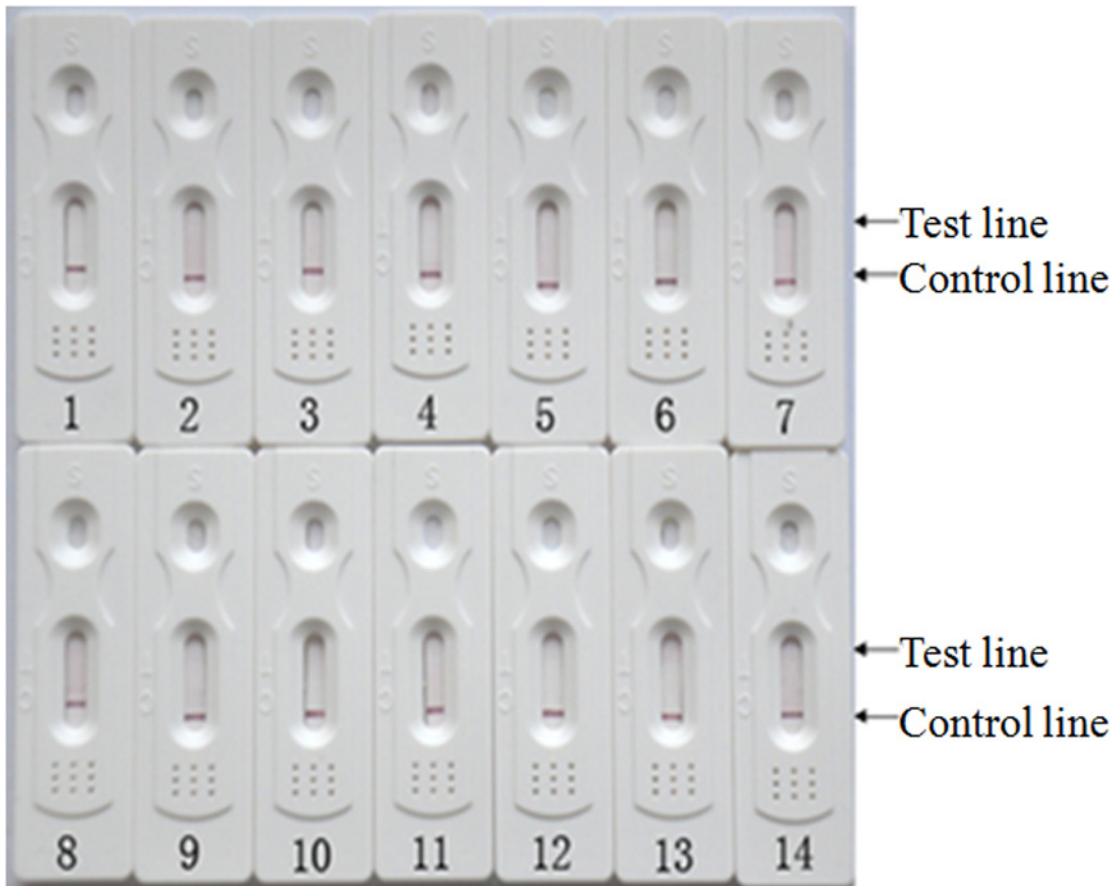 S S S S S S S
Test line
T T T T T T T
Control line
C C C C C C C
1 2 3 4 5 6 7
S S S S S S S
Test line
T T T T T T T
Control line
C C C C C C C
8 9 10 11 12 13 14